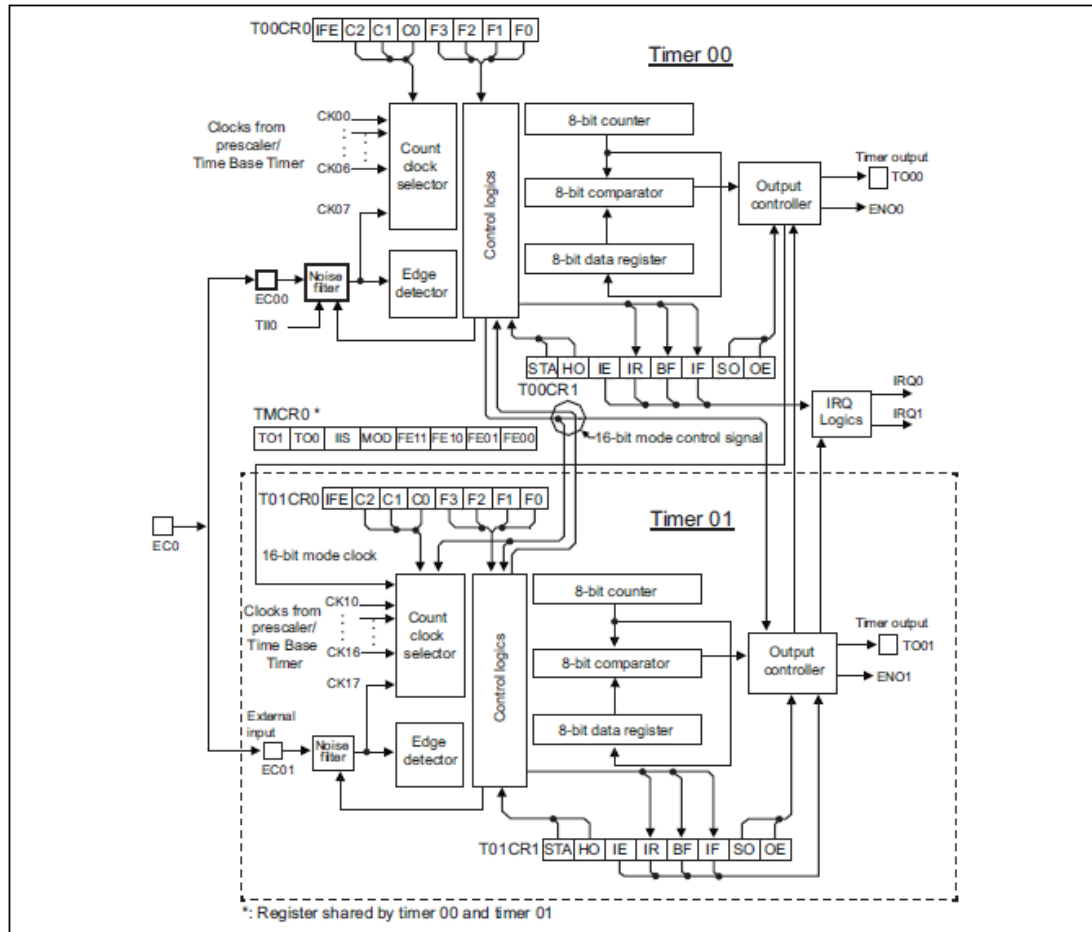 T00CR0 IFE C2 C1 C0 F3 F2 F1 F0
Timer 00
Clocks from
prescaler/
Time Base Timer
CK00
CK06
CK07
Count
clock
selector
Control logics
8-bit counter
8-bit comparator
8-bit data register
Output
controller
Timer output
TO00
ENO0
EC00
TII0
Noise
filter
Edge
detector
STA HO IE IR BF IF SO OE
T00CR1
IRQ
Logics
IRQ0
IRQ1
TMCR0 *
TO1 TO0 IIS MOD FE11 FE10 FE01 FE00
16-bit mode control signal
T01CR0 IFE C2 C1 C0 F3 F2 F1 F0
Timer 01
EC0
16-bit mode clock
Clocks from
prescaler/
Time Base
Timer
CK10
CK16
CK17
Count
clock
selector
Control logics
8-bit counter
8-bit comparator
8-bit data register
Output
controller
Timer output
TO01
ENO1
External
input
EC01
Noise
filter
Edge
detector
T01CR1 STA HO IE IR BF IF SO OE
*: Register shared by timer 00 and timer 01